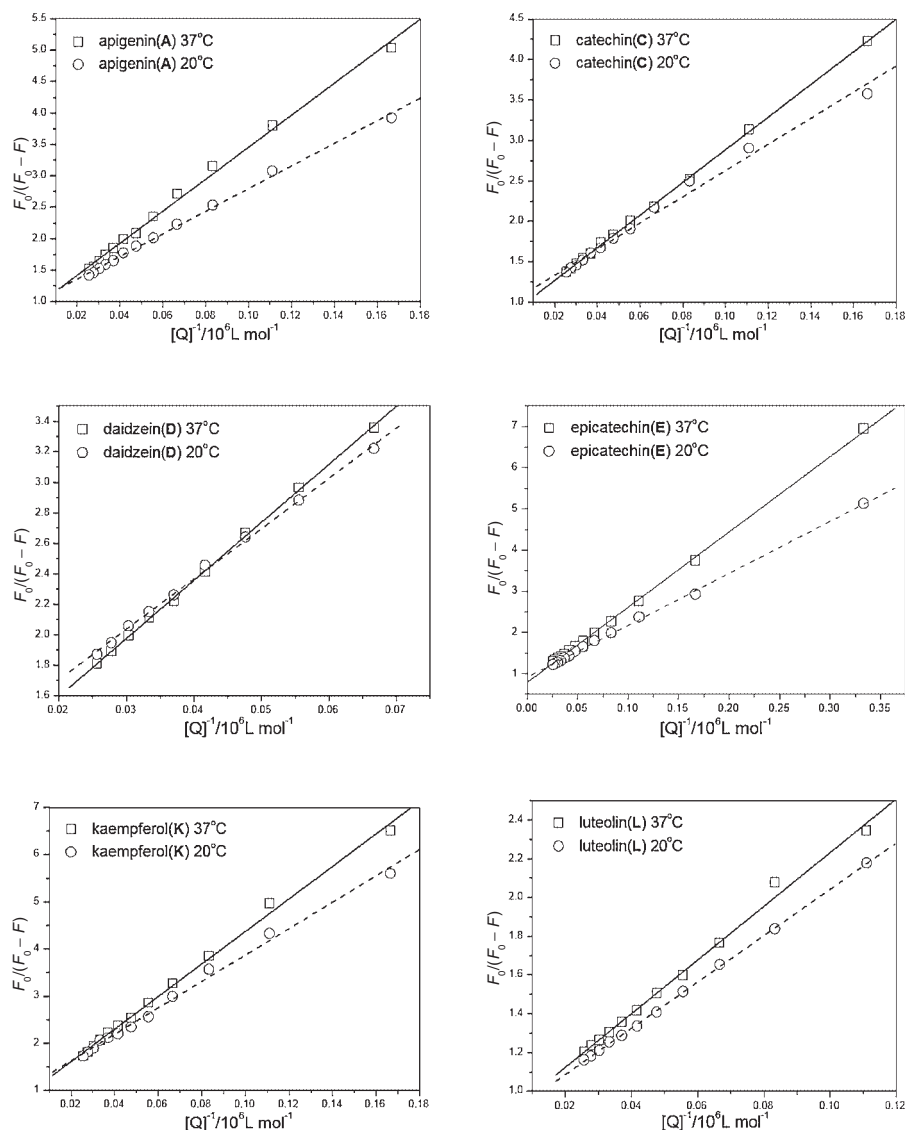 apigenin(A) 37°C
apigenin(A) 20°C
F₀/(F₀ – F)
5.5
5.0
4.5
4.0
3.5
3.0
2.5
2.0
1.5
1.0
0.02 0.04 0.06 0.08 0.10 0.12 0.14 0.16 0.18
[Q]⁻¹/10⁶L mol⁻¹
catechin(C) 37°C
catechin(C) 20°C
F₀/(F₀ – F)
4.5
4.0
3.5
3.0
2.5
2.0
1.5
1.0
0.02 0.04 0.06 0.08 0.10 0.12 0.14 0.16 0.18
[Q]⁻¹/10⁶L mol⁻¹
daidzein(D) 37°C
daidzein(D) 20°C
F₀/(F₀ – F)
3.4
3.2
3.0
2.8
2.6
2.4
2.2
2.0
1.8
1.6
0.02 0.03 0.04 0.05 0.06 0.07
[Q]⁻¹/10⁶L mol⁻¹
epicatechin(E) 37°C
epicatechin(E) 20°C
F₀/(F₀ – F)
7
6
5
4
3
2
1
0.00 0.05 0.10 0.15 0.20 0.25 0.30 0.35
[Q]⁻¹/10⁶L mol⁻¹
kaempferol(K) 37°C
kaempferol(K) 20°C
F₀/(F₀ – F)
7
6
5
4
3
2
1
0.02 0.04 0.06 0.08 0.10 0.12 0.14 0.16 0.18
[Q]⁻¹/10⁶L mol⁻¹
luteolin(L) 37°C
luteolin(L) 20°C
F₀/(F₀ – F)
2.4
2.2
2.0
1.8
1.6
1.4
1.2
1.0
0.02 0.04 0.06 0.08 0.10 0.12
[Q]⁻¹/10⁶L mol⁻¹